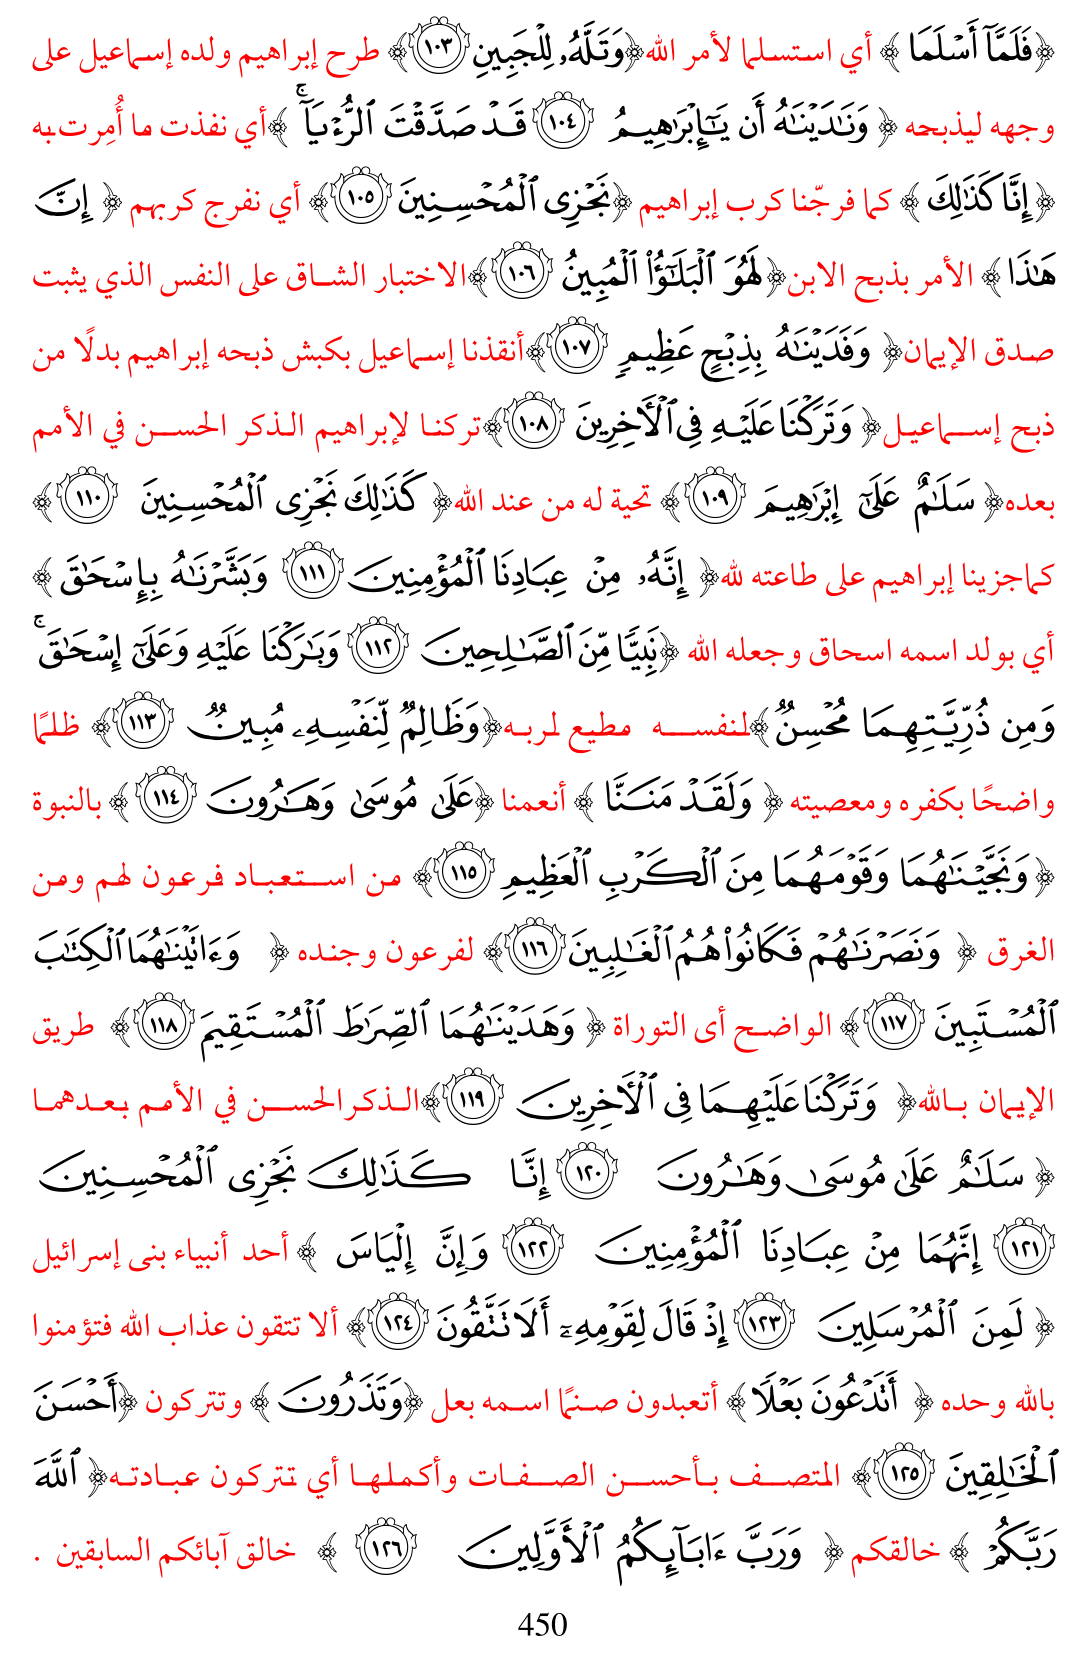 ﴿فَلَمَّآ أَسْلَمَا ﴾ أي استسلما لأمر الله﴿وَتَلَّهُۥ لِلْجَبِينِ ١٠٣﴾ طرح إبراهيم ولده إسماعيل على
وجهه ليذبحه ﴿ وَنَٰدَيْنَٰهُ أَن يَٰٓإِبْرَٰهِيمُ ١٠٤ قَدْ صَدَّقْتَ ٱلرُّءْيَآ ۚ ﴾أي نفذت ما أُمِرت به
﴿ إِنَّا كَذَٰلِكَ ﴾ كما فرجّنا كرب إبراهيم ﴿نَجْزِى ٱلْمُحْسِنِينَ ١٠٥﴾ أي نفرج كربهم ﴿ إِنَّ
هَٰذَا ﴾ الأمر بذبح الابن﴿لَهُوَ ٱلْبَلَٰٓؤُا۟ ٱلْمُبِينُ ١٠٦﴾الاختبار الشاق على النفس الذي يثبت
صدق الإيمان﴿ وَفَدَيْنَٰهُ بِذِبْحٍ عَظِيمٍ ١٠٧﴾أنقذنا إسماعيل بكبش ذبحه إبراهيم بدلًا من
ذبح إسماعيل﴿ وَتَرَكْنَا عَلَيْهِ فِى ٱلْأَخِرِينَ ١٠٨﴾تركنا لإبراهيم الذكر الحسن في الأمم
بعده﴿ سَلَٰمٌ عَلَىٰٓ إِبْرَٰهِيمَ ١٠٩﴾ تحية له من عند الله﴿ كَذَٰلِكَ نَجْزِى ٱلْمُحْسِنِينَ ١١٠ ﴾
كماجزينا إبراهيم على طاعته لله﴿ إِنَّهُۥ مِنْ عِبَادِنَا ٱلْمُؤْمِنِينَ ١١١ وَبَشَّرْنَٰهُ بِإِسْحَٰقَ ﴾
أي بولد اسمه اسحاق وجعله الله ﴿نَبِيًّا مِّنَ ٱلصَّٰلِحِينَ ١١٢ وَبَٰرَكْنَا عَلَيْهِ وَعَلَىٰٓ إِسْحَٰقَ ۚ
وَمِن ذُرِّيَّتِهِمَا مُحْسِنٌ﴾لنفسه مطيع لربه﴿وَظَالِمٌ لِّنَفْسِهِۦ مُبِينٌ ١١٣﴾ ظلمًا
واضحًا بكفره ومعصيته ﴿ وَلَقَدْ مَنَنَّا ﴾ أنعمنا ﴿عَلَىٰ مُوسَىٰ وَهَٰرُونَ ١١٤ ﴾ بالنبوة
﴿وَنَجَّيْنَٰهُمَا وَقَوْمَهُمَا مِنَ ٱلْكَرْبِ ٱلْعَظِيمِ ١١٥﴾ من استعباد فرعون لهم ومن
الغرق ﴿ وَنَصَرْنَٰهُمْ فَكَانُوا۟ هُمُ ٱلْغَٰلِبِينَ ١١٦﴾ لفرعون وجنده ﴿ وَءَاتَيْنَٰهُمَا ٱلْكِتَٰبَ
ٱلْمُسْتَبِينَ ١١٧﴾ الواضح أى التوراة ﴿ وَهَدَيْنَٰهُمَا ٱلصِّرَٰطَ ٱلْمُسْتَقِيمَ ١١٨﴾ طريق
الإيمان بالله﴿ وَتَرَكْنَا عَلَيْهِمَا فِى ٱلْأَخِرِينَ ١١٩﴾الذكرالحسن في الأمم بعدهما
﴿ سَلَٰمٌ عَلَىٰ مُوسَىٰ وَهَٰرُونَ ١٢٠ إِنَّا كَذَٰلِكَ نَجْزِى ٱلْمُحْسِنِينَ
١٢١ إِنَّهُمَا مِنْ عِبَادِنَا ٱلْمُؤْمِنِينَ ١٢٢ وَإِنَّ إِلْيَاسَ ﴾ أحد أنبياء بنى إسرائيل
﴿ لَمِنَ ٱلْمُرْسَلِينَ ١٢٣ إِذْ قَالَ لِقَوْمِهِۦٓ أَلَا تَتَّقُونَ ١٢٤﴾ ألا تتقون عذاب الله فتؤمنوا
بالله وحده ﴿ أَتَدْعُونَ بَعْلًا﴾ أتعبدون صنمًا اسمه بعل ﴿وَتَذَرُونَ ﴾ وتتركون ﴿أَحْسَنَ
ٱلْخَٰلِقِينَ ١٢٥﴾ المتصف بأحسن الصفات وأكملها أي تتركون عبادته﴿ ٱللَّهَ
رَبَّكُمْ ﴾ خالقكم ﴿ وَرَبَّ ءَابَآئِكُمُ ٱلْأَوَّلِينَ ١٢٦ ﴾ خالق آبائكم السابقين .
450